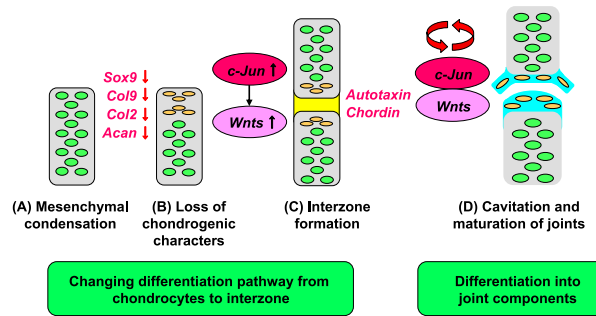 Sox9 ↓
Col9 ↓
Col2 ↓
Acan ↓
c-Jun ↑
Wnts ↑
Autotaxin
Chordin
c-Jun
Wnts
(A) Mesenchymal
condensation
(B) Loss of
chondrogenic
characters
(C) Interzone
formation
(D) Cavitation and
maturation of joints
Changing differentiation pathway from
chondrocytes to interzone
Differentiation into
joint components